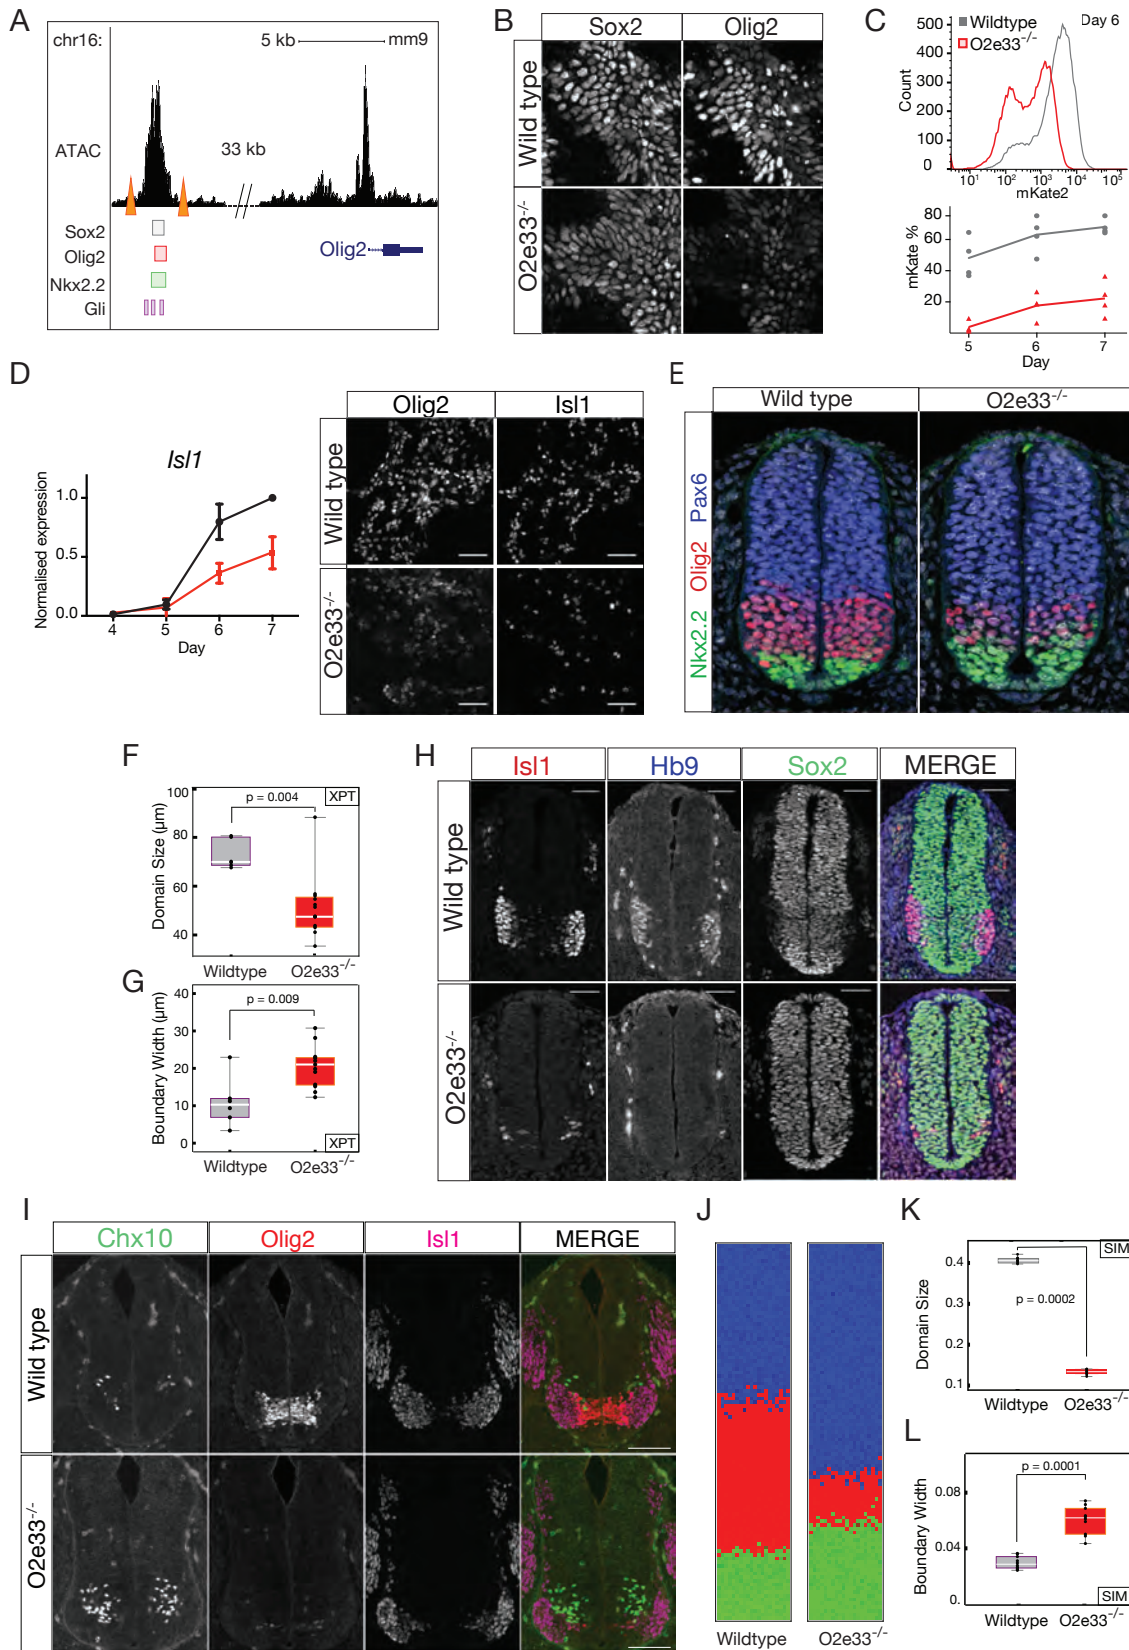 A
chr16:
5 kb
mm9
ATAC
33 kb
Sox2
Olig2
Nkx2.2
Gli
Olig2
B
Sox2
Olig2
Wild type
O2e33-/-
C
Wildtype
O2e33-/-
Day 6
Count
500
400
300
200
100
0
0
10¹
10²
10³
10⁴
10⁵
mKate2
mKate %
80
60
40
20
5
6
7
Day
D
Isl1
Normalised expression
1.0
0.5
0.0
4
5
6
7
Day
Olig2
Isl1
Wild type
O2e33-/-
E
Wild type
O2e33-/-
Nkx2.2 Olig2 Pax6
F
Domain Size (µm)
100
80
60
40
p = 0.004
XPT
Wildtype
O2e33-/-
G
Boundary Width (µm)
40
30
20
10
0
p = 0.009
XPT
Wildtype
O2e33-/-
H
Isl1
Hb9
Sox2
MERGE
Wild type
O2e33-/-
I
Chx10
Olig2
Isl1
MERGE
Wild type
O2e33-/-
J
Wildtype
O2e33-/-
K
Domain Size
0.4
0.3
0.2
0.1
SIM
p = 0.0002
Wildtype
O2e33-/-
L
Boundary Width
0.08
0.04
0.
p = 0.0001
SIM
Wildtype
O2e33-/-